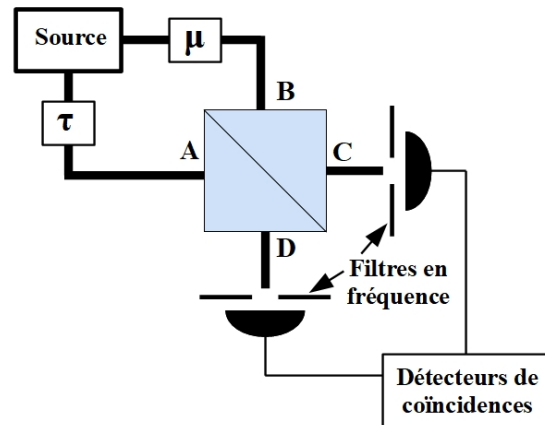 Source
μ
τ
B
A
C
D
Filtres en
fréquence
Détecteurs de
coïncidences